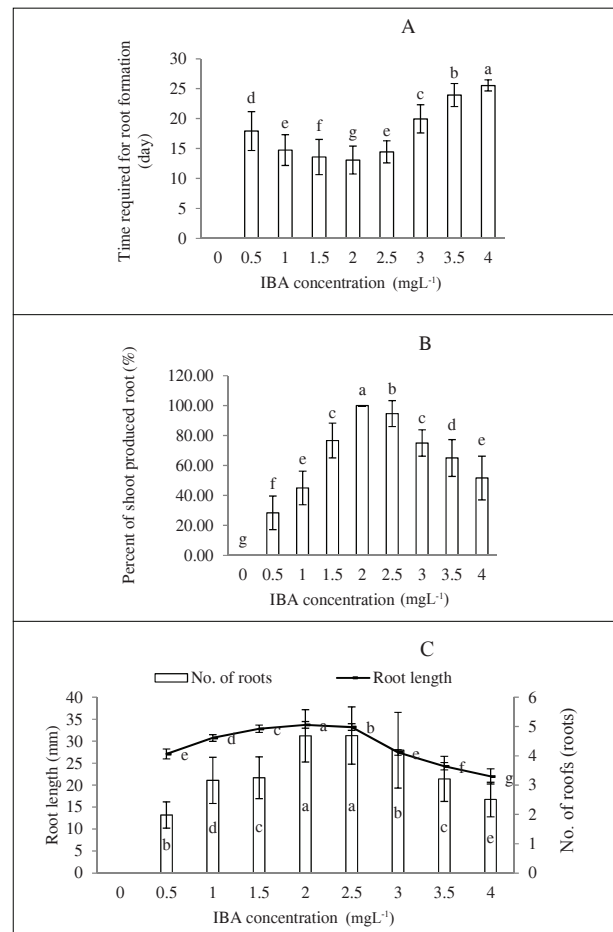 A
Time required for root formation
(day)
30
25
20
15
10
5
0
d e f g e c b a
0 0.5 1 1.5 2 2.5 3 3.5 4
IBA concentration (mgL⁻¹)
B
Percent of shoot produced root (%)
120.00
100.00
80.00
60.00
40.00
20.00
0.00
g f e c a b c d e
0 0.5 1 1.5 2 2.5 3 3.5 4
IBA concentration (mgL⁻¹)
C
No. of roots Root length
Root length (mm)
40
35
30
25
20
15
10
5
0
e d c a b e f g
b d c a a b c e
6
5
4
3
2
1
0
No. of roofs (roots)
0 0.5 1 1.5 2 2.5 3 3.5 4
IBA concentration (mgL⁻¹)